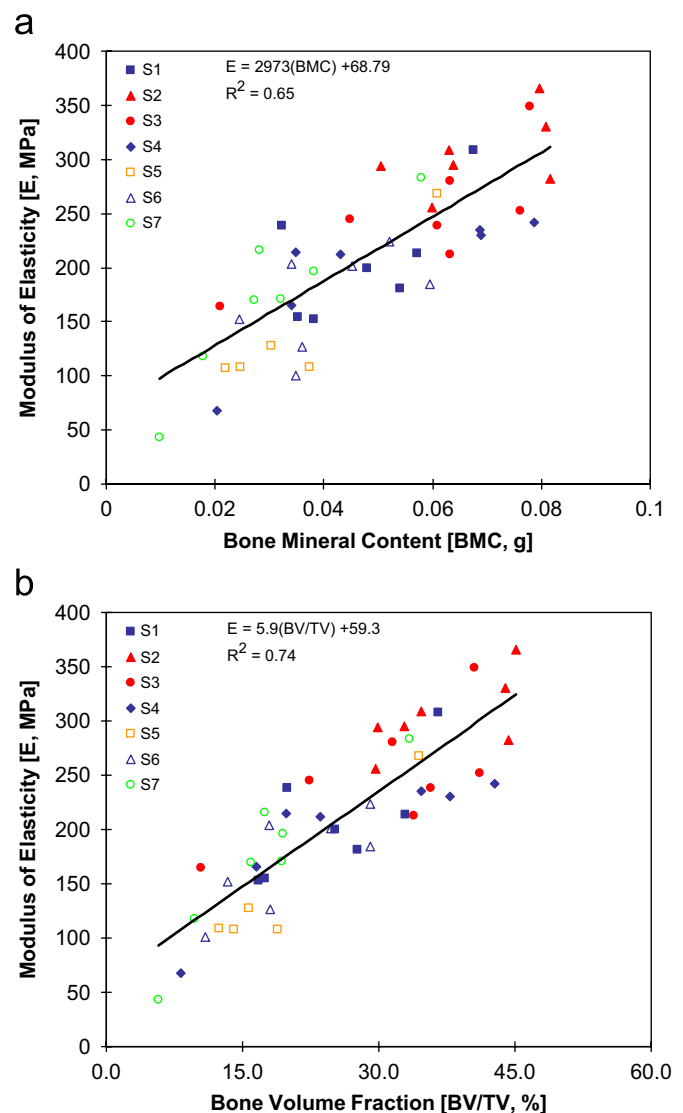 a
400
350
300
250
200
150
100
50
0
Modulus of Elasticity [E, MPa]
S1
S2
S3
S4
S5
S6
S7
E = 2973(BMC) +68.79
R² = 0.65
0 0.02 0.04 0.06 0.08 0.1
Bone Mineral Content [BMC, g]
b
400
350
300
250
200
150
100
50
0
Modulus of Elasticity [E, MPa]
S1
S2
S3
S4
S5
S6
S7
E = 5.9(BV/TV) +59.3
R² = 0.74
0.0 15.0 30.0 45.0 60.0
Bone Volume Fraction [BV/TV, %]